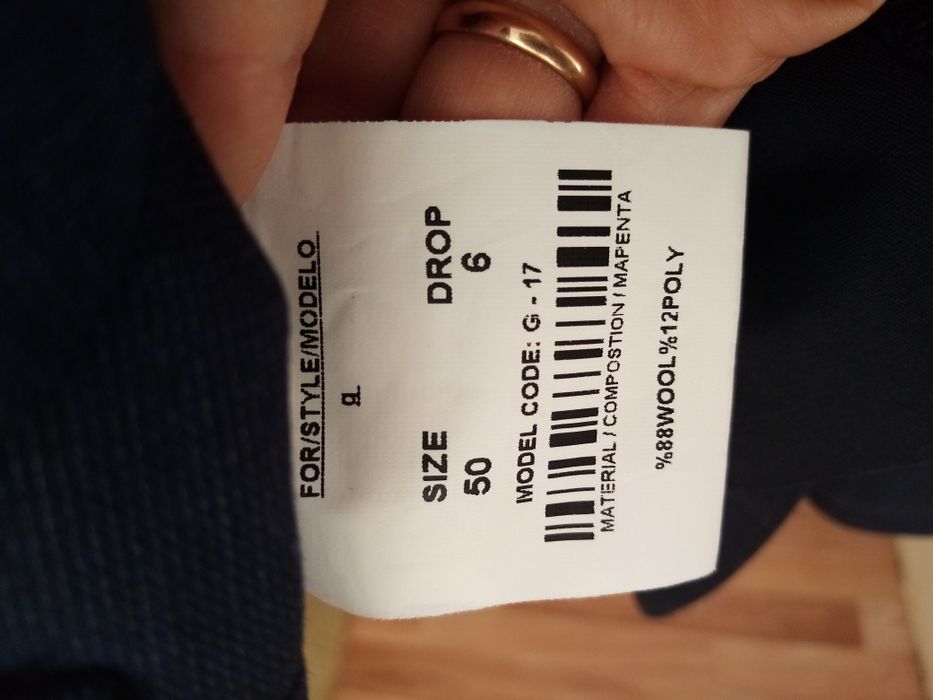 FOR/STYLE/MODELO
a
SIZE DROP
50 6
MODEL CODE: G - 17
MATERIAL / COMPOSTION / MAPENTA
%88WOOL%12POLY